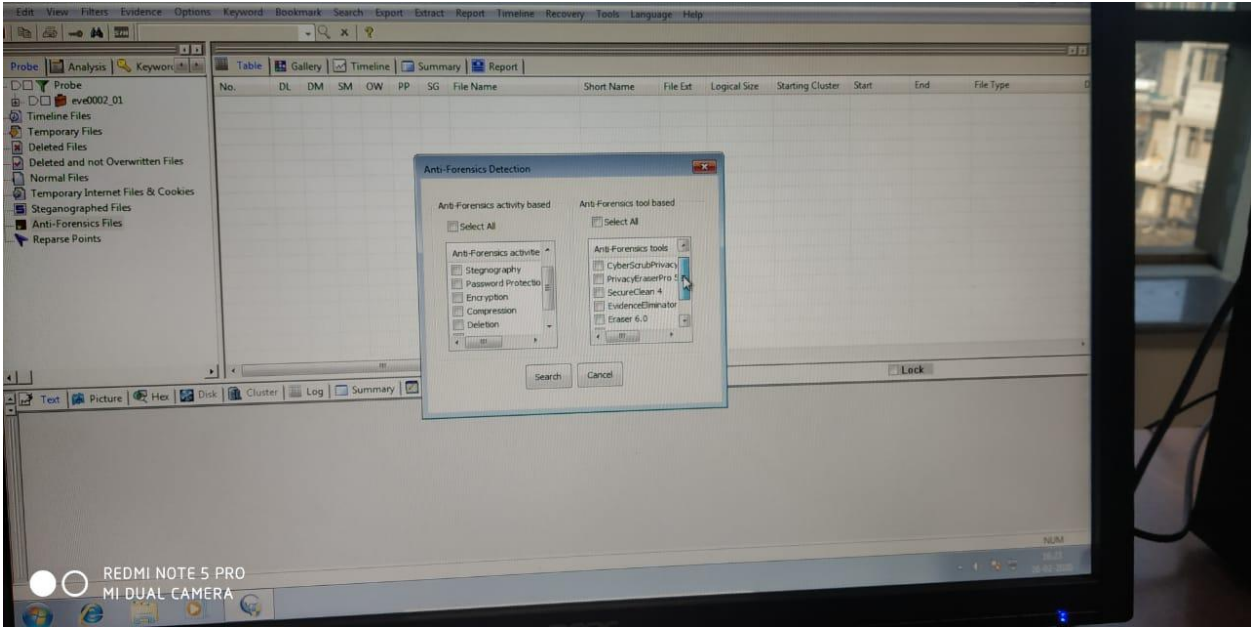 Edit View Filters Evidence Options Keyword Bookmark Search Export Extract Report Timeline Recovery Tools Language Help
Probe Analysis Keyword
Table Gallery Timeline Summary Report
Probe
eve0002_01
Timeline Files
Temporary Files
Deleted Files
Deleted and not Overwritten Files
Normal Files
Temporary Internet Files & Cookies
Steganographed Files
Anti-Forensics Files
Reparse Points
No. DL DM SM OW PP SG File Name Short Name File Ext Logical Size Starting Cluster Start End File Type D
Anti-Forensics Detection
Anti-Forensics activity based
Select All
Anti-Forensics activitie
Stegnography
Password Protectio
Encryption
Compression
Deletion
Anti-Forensics tool based
Select All
Anti-Forensics tools
CyberScrubPrivacy
PrivacyEraserPro 5
SecureClean 4
EvidenceEliminator
Eraser 6.0
Search Cancel
Lock
Text Picture Hex Disk Cluster Log Summary
NUM
16:23
REDMI NOTE 5 PRO
MI DUAL CAMERA